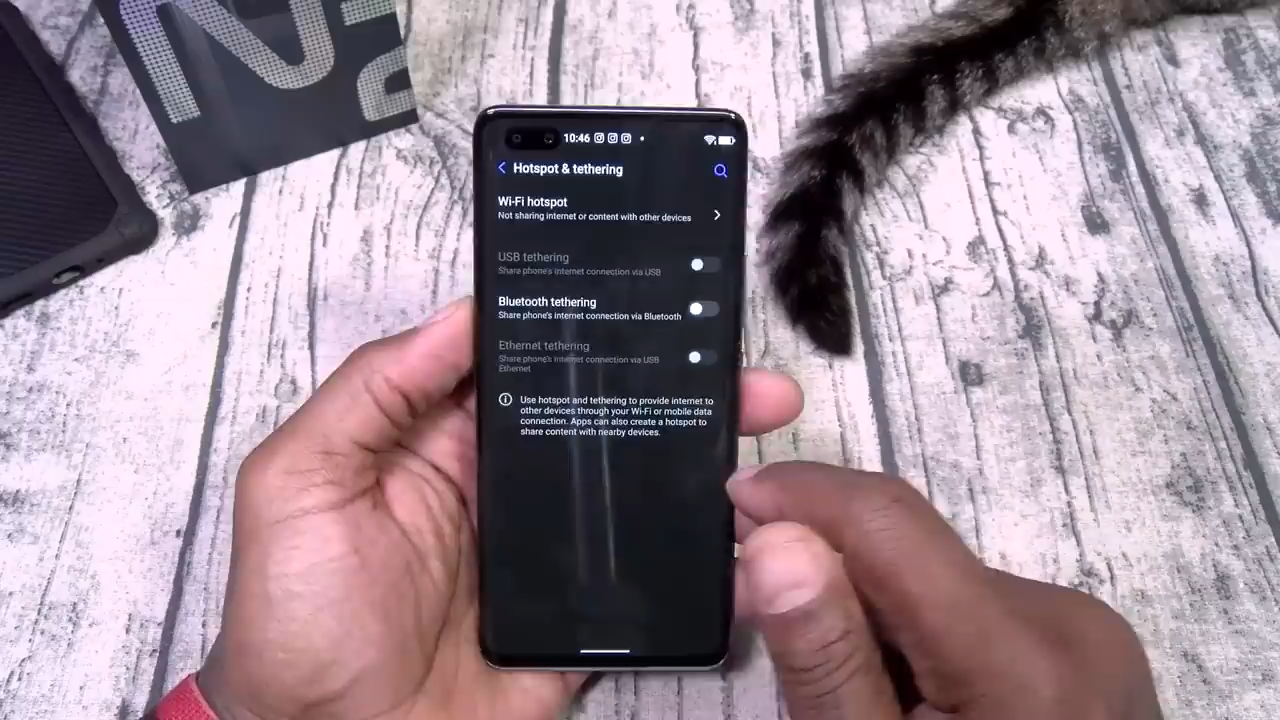 10:46
Hotspot & tethering
Wi-Fi hotspot
Not sharing internet or content with other devices
USB tethering
Share phone's internet connection via USB
Bluetooth tethering
Share phone's internet connection via Bluetooth
Ethernet tethering
Share phone's internet connection via USB
Ethernet
Use hotspot and tethering to provide internet to
other devices through your Wi-Fi or mobile data
connection. Apps can also create a hotspot to
share content with nearby devices.